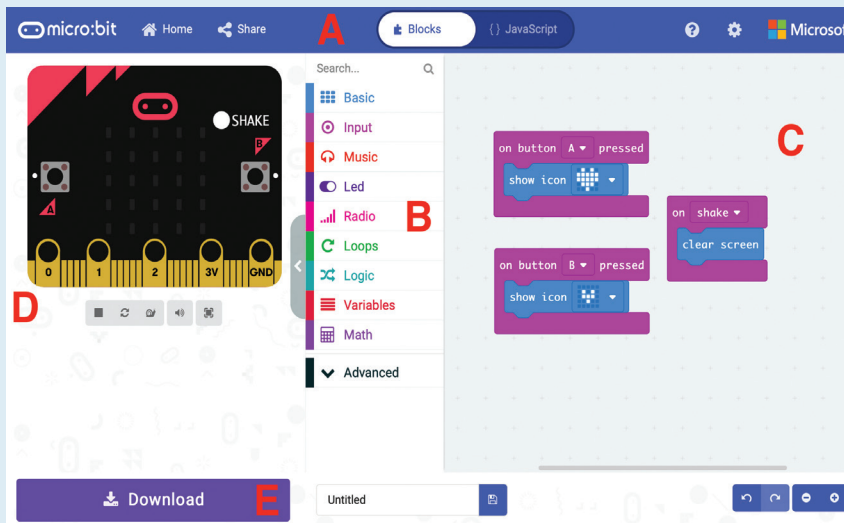 micro:bit Home Share A Blocks {} JavaScript ? Microsof
Search...
SHAKE
B
A
0 1 2 3V GND
D
Basic
Input
Music
Led
Radio
B
Loops
Logic
Variables
Math
Advanced
C
on button A pressed
show icon
on button B pressed
show icon
on shake
clear screen
Download E
Untitled